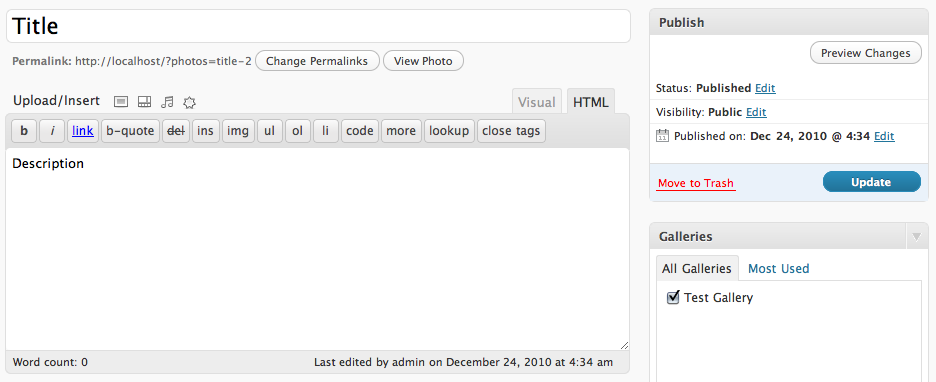 Title
Permalink: http://localhost/?photos=title-2 Change Permalinks View Photo
Upload/Insert Visual HTML
b i link b-quote del ins img ul ol li code more lookup close tags
Description
Word count: 0 Last edited by admin on December 24, 2010 at 4:34 am
Publish
Preview Changes
Status: Published Edit
Visibility: Public Edit
11 Published on: Dec 24, 2010 @ 4:34 Edit
Move to Trash Update
Galleries
All Galleries Most Used
Test Gallery